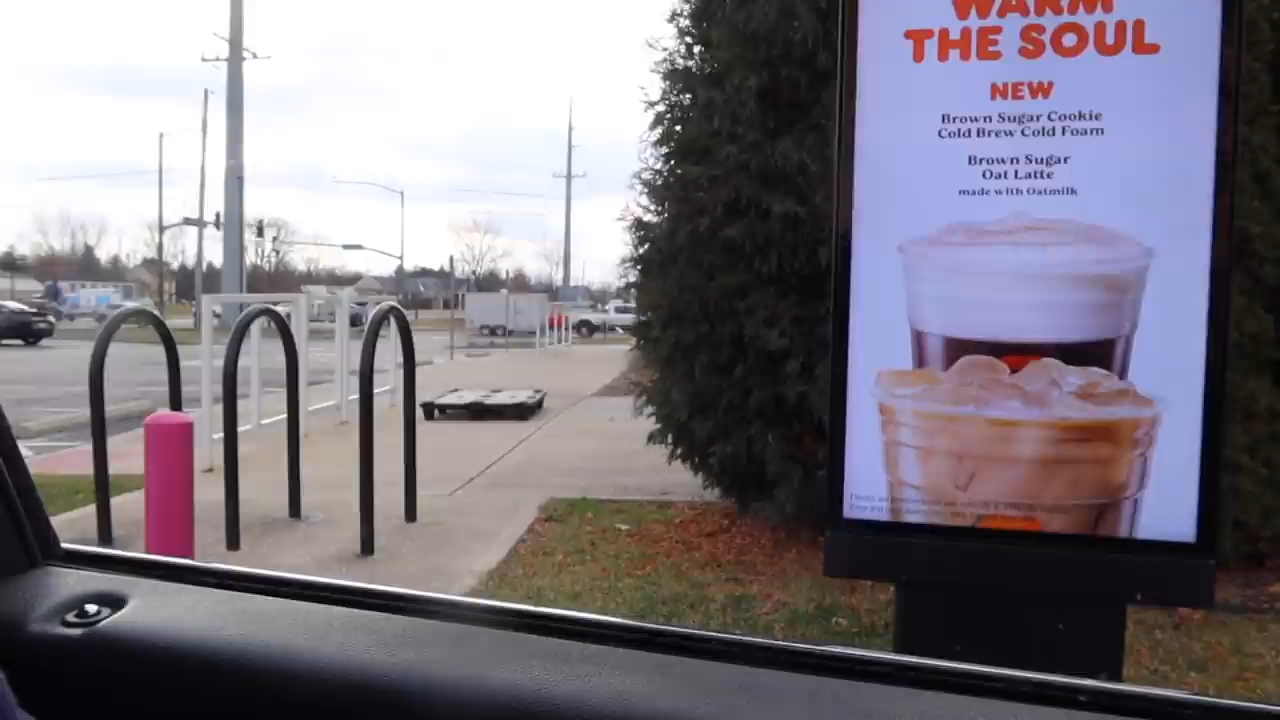 WARM
THE SOUL
NEW
Brown Sugar Cookie
Cold Brew Cold Foam
Brown Sugar
Oat Latte
made with Oatmilk